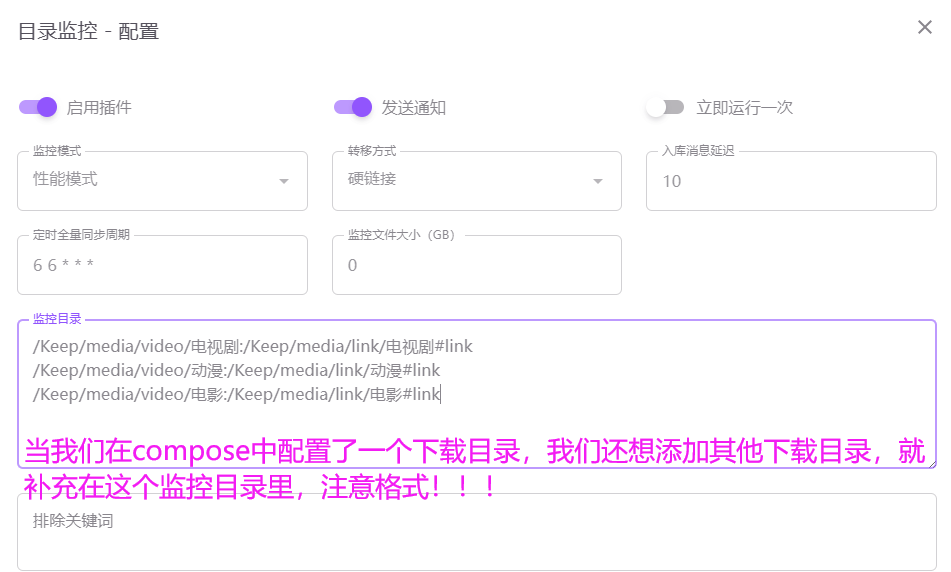 目录监控 - 配置
启用插件
发送通知
立即运行一次
监控模式
性能模式
转移方式
硬链接
入库消息延迟
10
定时全量同步周期
6 6 * * *
监控文件大小（GB）
0
监控目录
/Keep/media/video/电视剧:/Keep/media/link/电视剧#link
/Keep/media/video/动漫:/Keep/media/link/动漫#link
/Keep/media/video/电影:/Keep/media/link/电影#link
当我们在compose中配置了一个下载目录，我们还想添加其他下载目录，就
补充在这个监控目录里，注意格式！！！
排除关键词